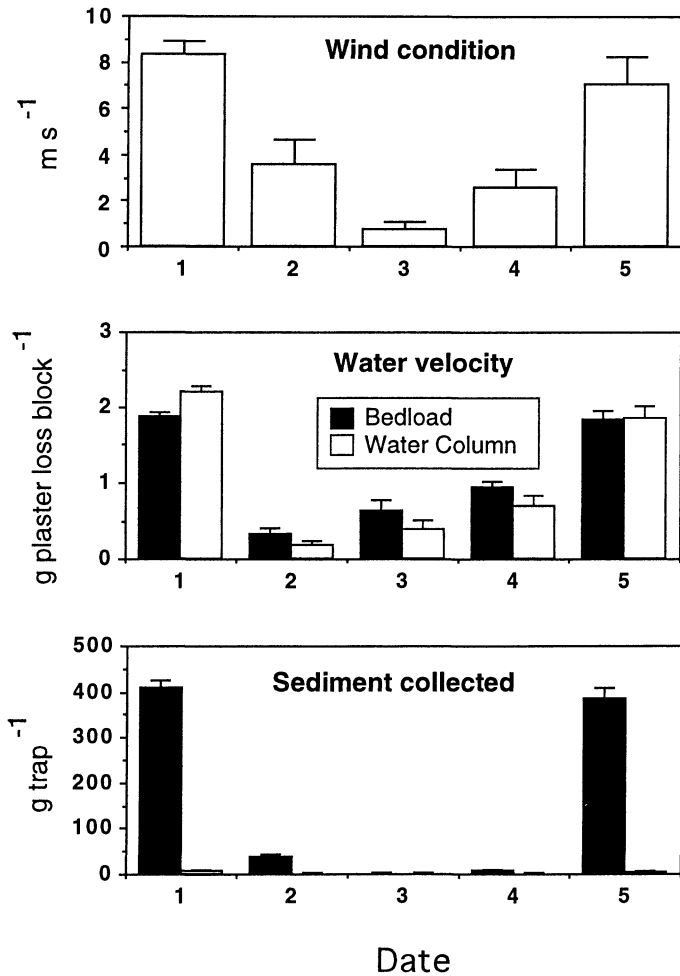 Wind condition
m s⁻¹
10
8
6
4
2
0
1 2 3 4 5
Water velocity
g plaster loss block⁻¹
3
2
1
0
Bedload
Water Column
1 2 3 4 5
Sediment collected
g trap⁻¹
500
400
300
200
100
0
1 2 3 4 5
Date